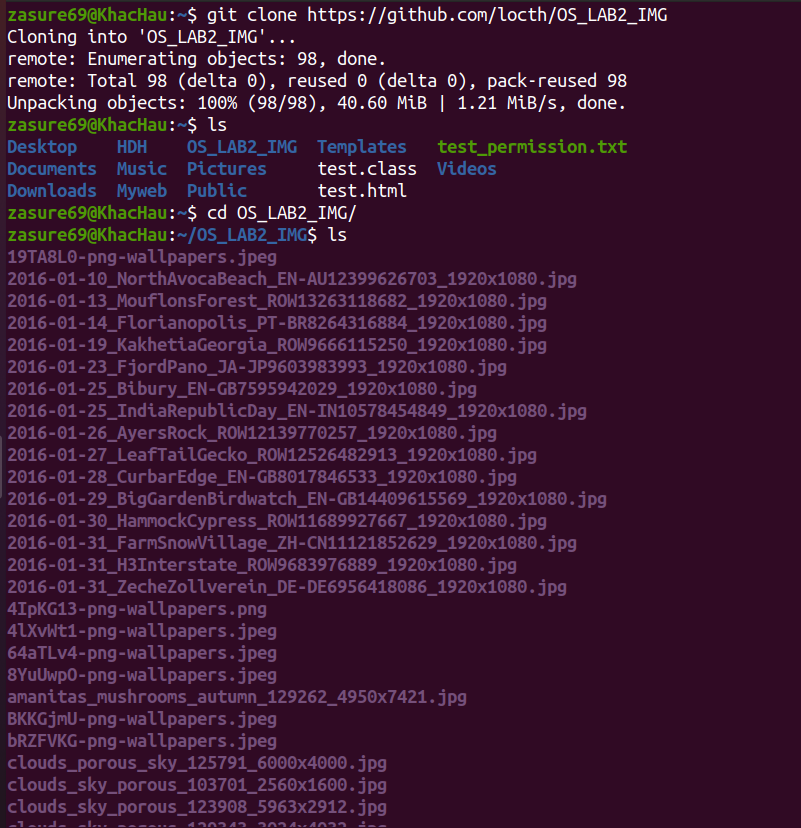 zasure69@KhacHau:~$ git clone https://github.com/locth/OS_LAB2_IMG
Cloning into 'OS_LAB2_IMG'...
remote: Enumerating objects: 98, done.
remote: Total 98 (delta 0), reused 0 (delta 0), pack-reused 98
Unpacking objects: 100% (98/98), 40.60 MiB | 1.21 MiB/s, done.
zasure69@KhacHau:~$ ls
Desktop    HDH    OS_LAB2_IMG  Templates   test_permission.txt
Documents  Music  Pictures     test.class  Videos
Downloads  Myweb  Public       test.html
zasure69@KhacHau:~$ cd OS_LAB2_IMG/
zasure69@KhacHau:~/OS_LAB2_IMG$ ls
19TA8L0-png-wallpapers.jpeg
2016-01-10_NorthAvocaBeach_EN-AU12399626703_1920x1080.jpg
2016-01-13_MouflonsForest_ROW13263118682_1920x1080.jpg
2016-01-14_Florianopolis_PT-BR8264316884_1920x1080.jpg
2016-01-19_KakhetiaGeorgia_ROW9666115250_1920x1080.jpg
2016-01-23_FjordPano_JA-JP9603983993_1920x1080.jpg
2016-01-25_Bibury_EN-GB7595942029_1920x1080.jpg
2016-01-25_IndiaRepublicDay_EN-IN10578454849_1920x1080.jpg
2016-01-26_AyersRock_ROW12139770257_1920x1080.jpg
2016-01-27_LeafTailGecko_ROW12526482913_1920x1080.jpg
2016-01-28_CurbarEdge_EN-GB8017846533_1920x1080.jpg
2016-01-29_BigGardenBirdwatch_EN-GB14409615569_1920x1080.jpg
2016-01-30_HammockCypress_ROW11689927667_1920x1080.jpg
2016-01-31_FarmSnowVillage_ZH-CN11121852629_1920x1080.jpg
2016-01-31_H3Interstate_ROW9683976889_1920x1080.jpg
2016-01-31_ZecheZollverein_DE-DE6956418086_1920x1080.jpg
4IpKG13-png-wallpapers.png
4lXvWt1-png-wallpapers.jpeg
64aTLv4-png-wallpapers.jpeg
8YuUwpO-png-wallpapers.jpeg
amanitas_mushrooms_autumn_129262_4950x7421.jpg
BKKGjmU-png-wallpapers.jpeg
bRZFVKG-png-wallpapers.jpeg
clouds_porous_sky_125791_6000x4000.jpg
clouds_sky_porous_103701_2560x1600.jpg
clouds_sky_porous_123908_5963x2912.jpg